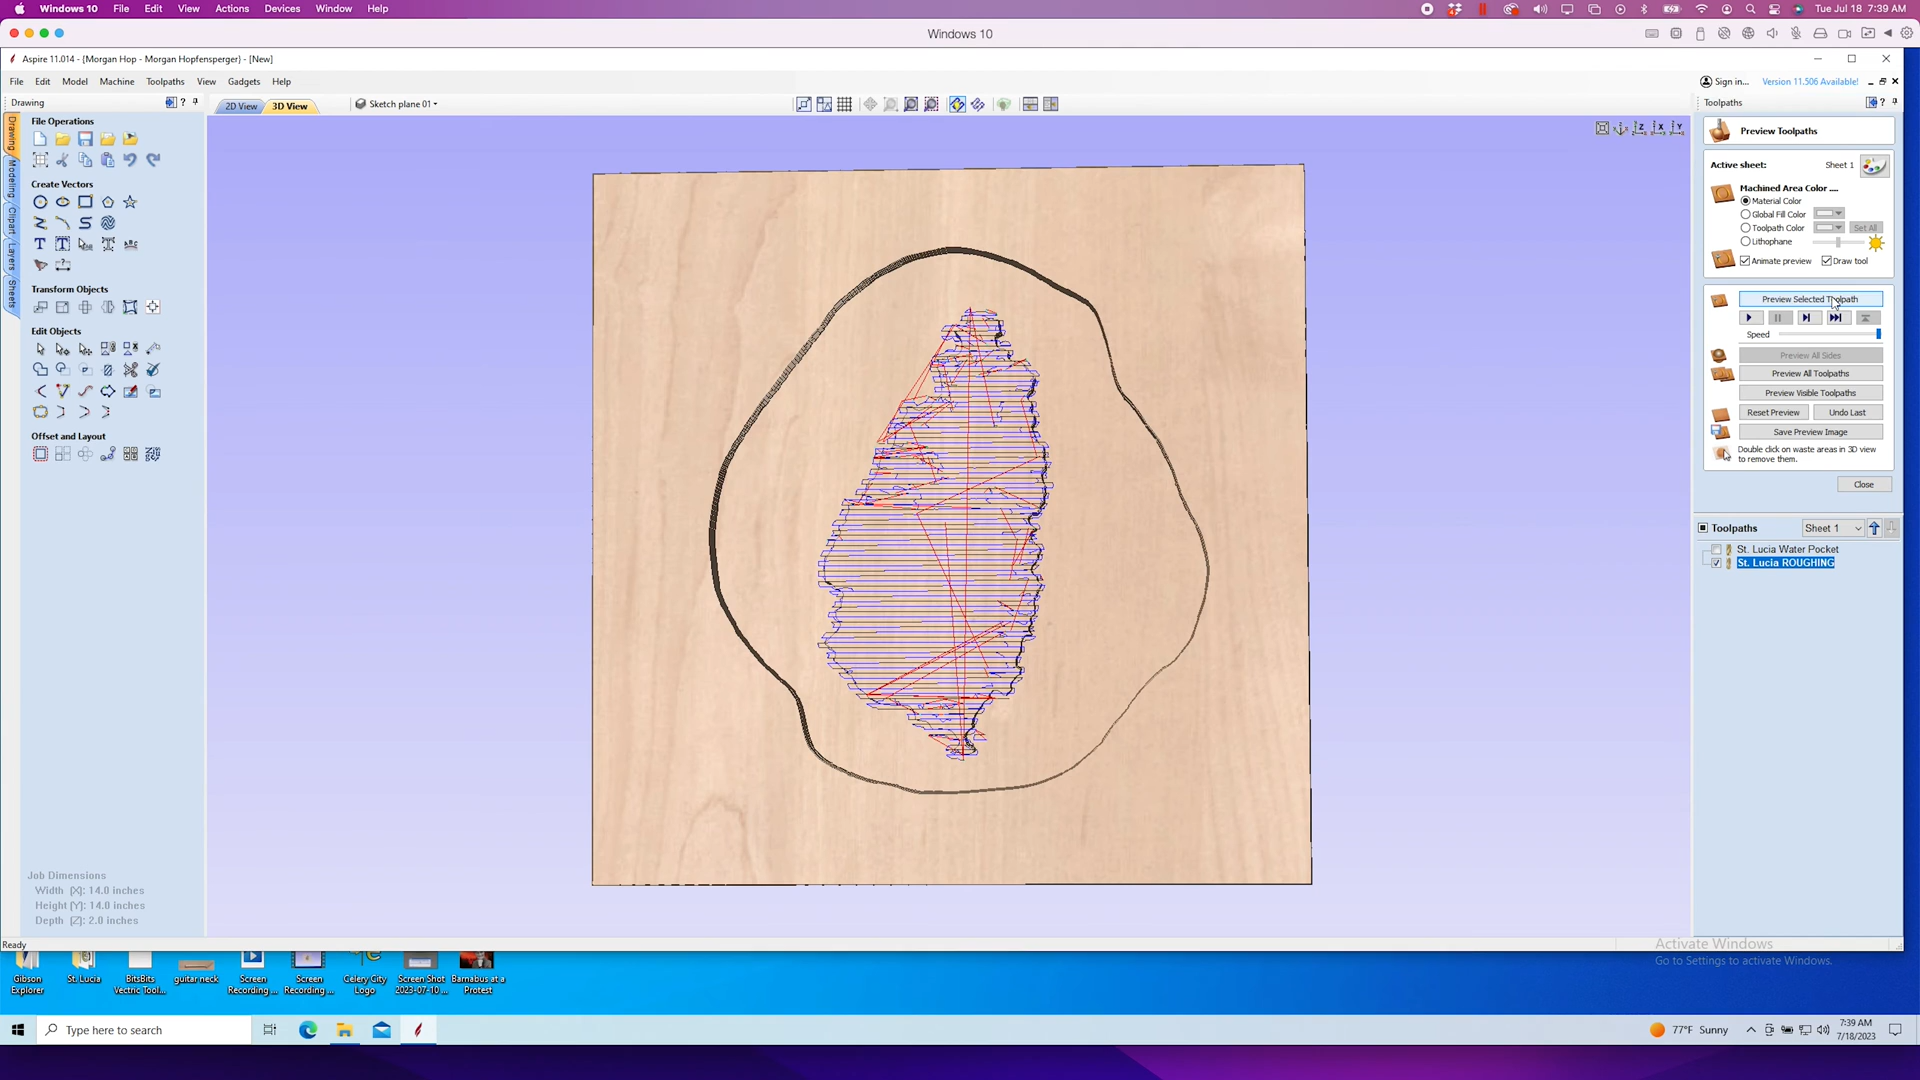 Windows 10 File Edit View Actions Devices Window Help
Tue Jul 18 7:39 AM
Windows 10
Aspire 11.014 - {Morgan Hop - Morgan Hopfensperger} - [New]
File Edit Model Machine Toolpaths View Gadgets Help
Sign in... Version 11.506 Available!
Drawing
2D View 3D View
Sketch plane 01
Toolpaths
Drawing
Modeling
Clipart
Layers
Sheets
File Operations
Create Vectors
Transform Objects
Edit Objects
Offset and Layout
Job Dimensions
Width (X): 14.0 inches
Height (Y): 14.0 inches
Depth (Z): 2.0 inches
Ready
Z X Y
Preview Toolpaths
Active sheet: Sheet 1
Machined Area Color ....
Material Color
Global Fill Color
Toolpath Color Set All
Lithophane
Animate preview Draw tool
Preview Selected Toolpath
Speed
Preview All Sides
Preview All Toolpaths
Preview Visible Toolpaths
Reset Preview Undo Last
Save Preview Image
Double click on waste areas in 3D view
to remove them.
Close
Toolpaths Sheet 1
St. Lucia Water Pocket
St. Lucia ROUGHING
Activate Windows
Go to Settings to activate Windows.
Gibson
Explorer
St. Lucia
BitsBits
Vectric Tool...
guitar neck
Screen
Recording ...
Screen
Recording ...
Celery City
Logo
Screen Shot
2023-07-10 ...
Barnabus at a
Protest
Type here to search
77°F Sunny
7:39 AM
7/18/2023